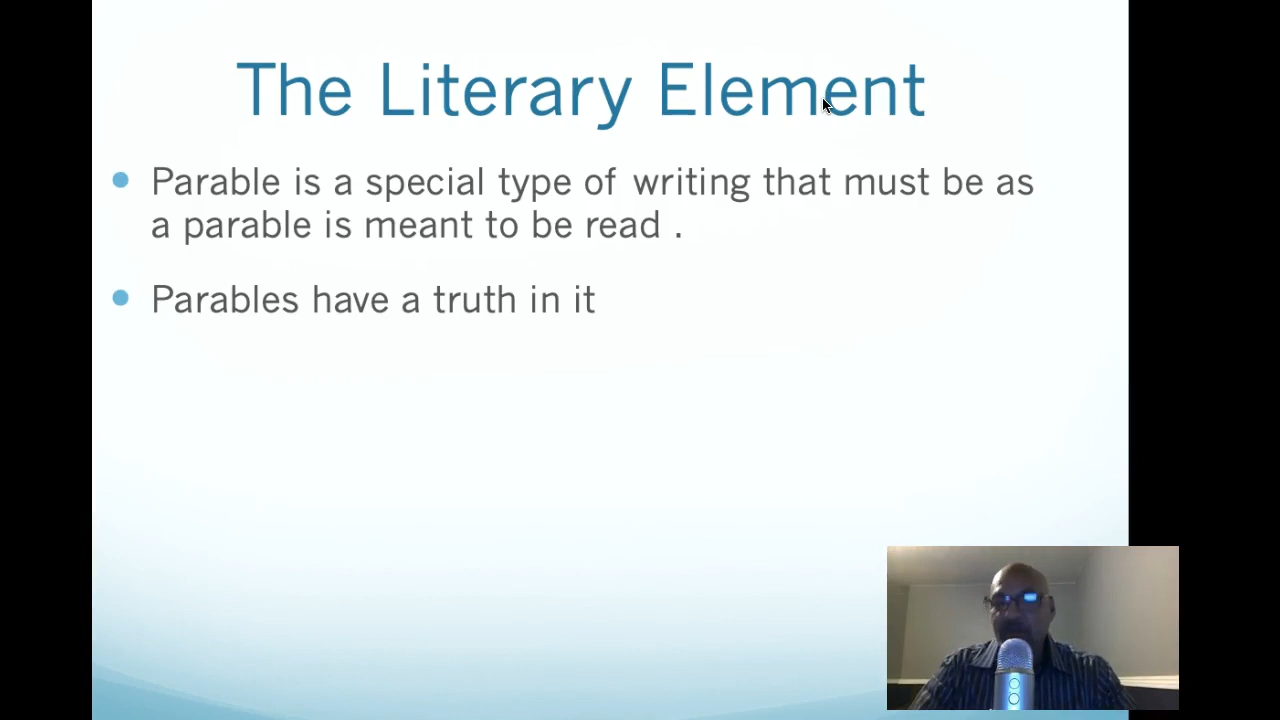 The Literary Element
Parable is a special type of writing that must be as
a parable is meant to be read .
Parables have a truth in it